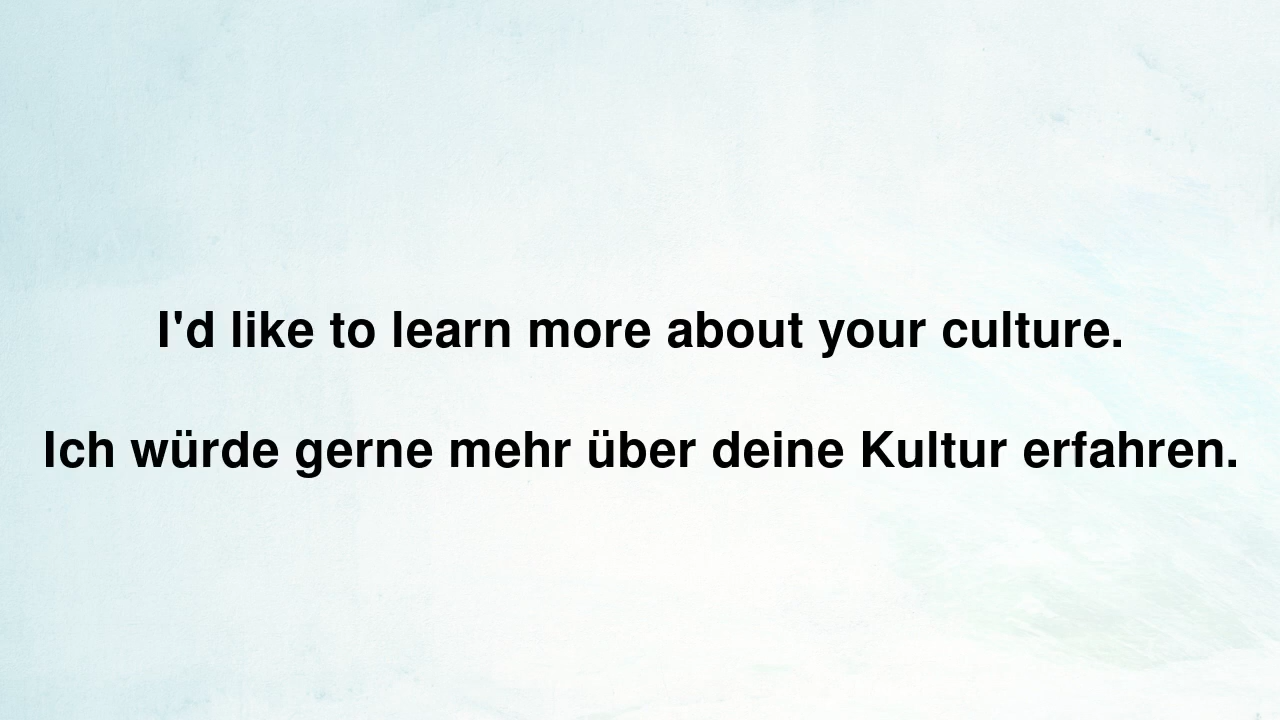 I'd like to learn more about your culture.
Ich würde gerne mehr über deine Kultur erfahren.